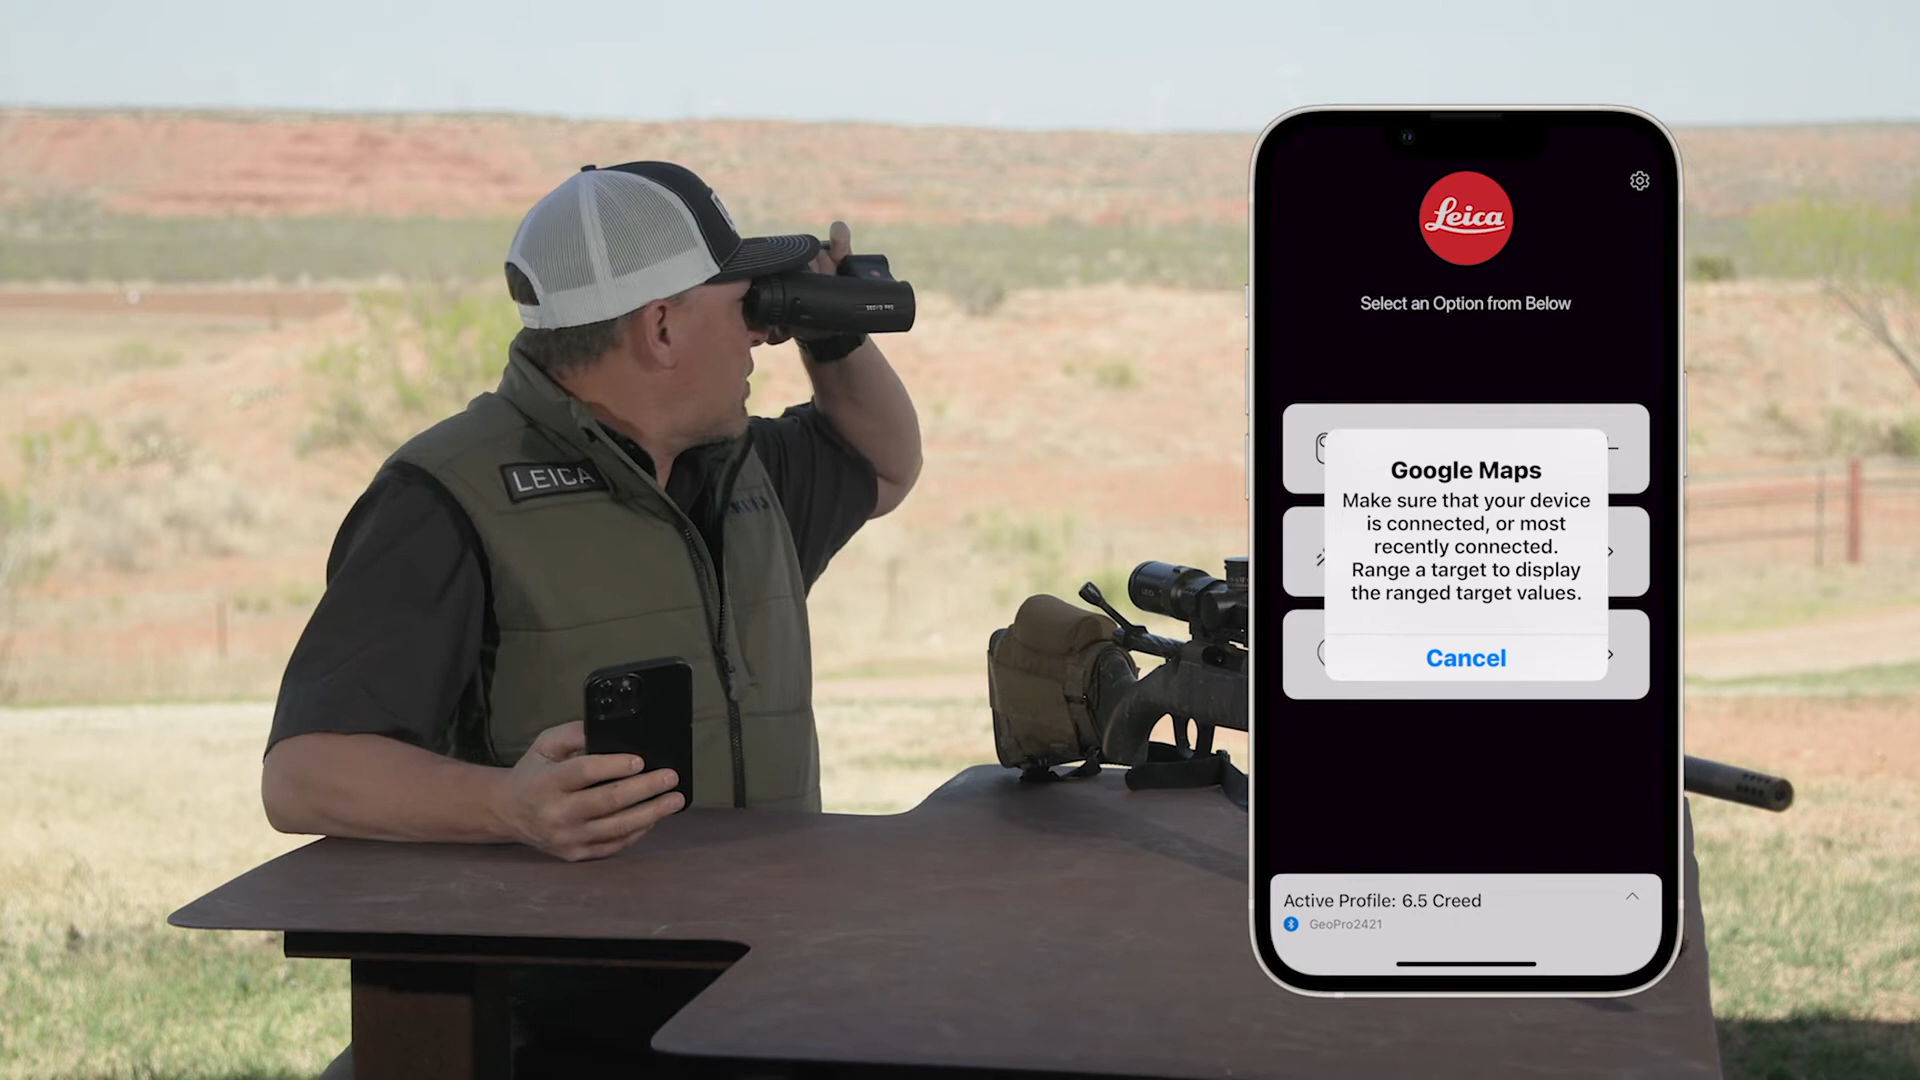 LEICA
Leica
Select an Option from Below
Google Maps
Make sure that your device
is connected, or most
recently connected.
Range a target to display
the ranged target values.
Cancel
Active Profile: 6.5 Creed
GeoPro2421